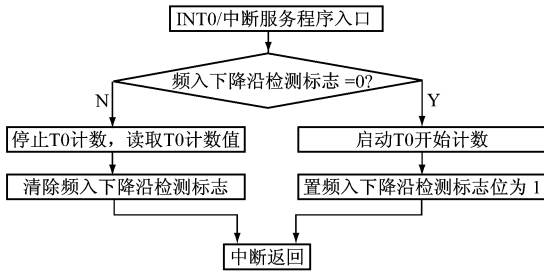 INT0/中断服务程序入口
频入下降沿检测标志=0?
N
Y
停止T0计数，读取T0计数值
启动T0开始计数
清除频入下降沿检测标志
置频入下降沿检测标志位为1
中断返回